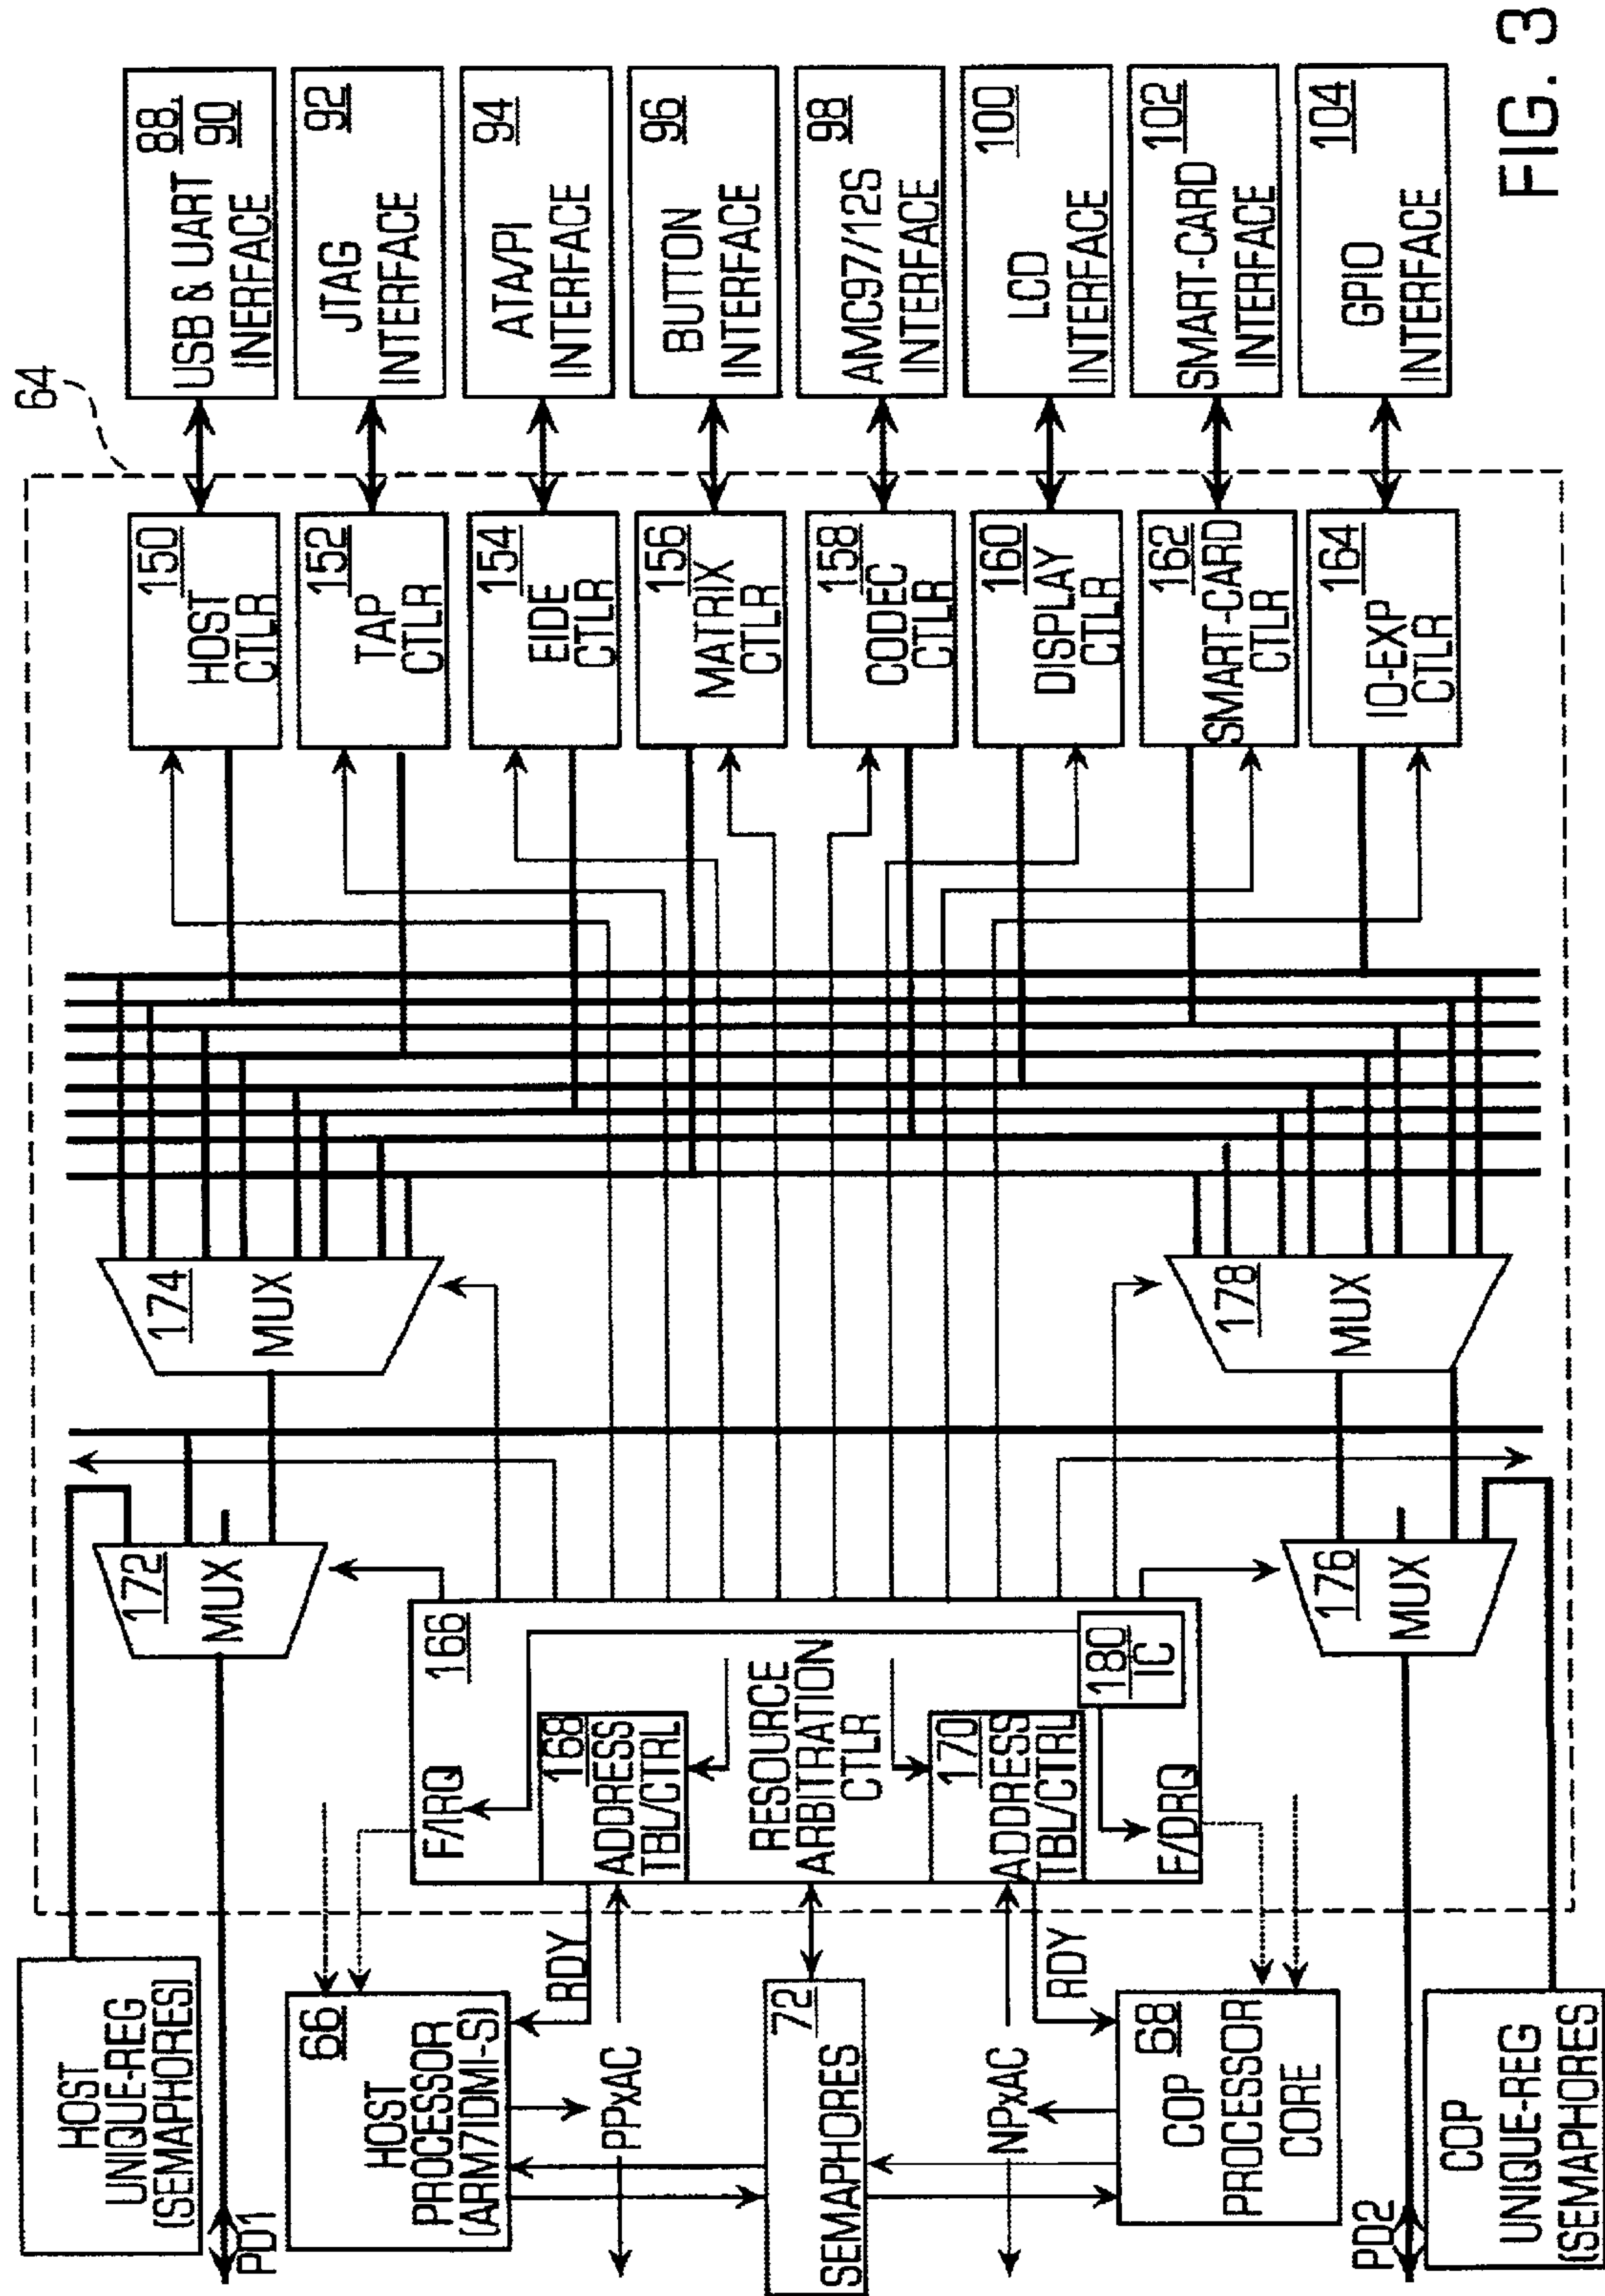 64
USB & UART
88,
90
INERFACE
JTAG
92
INTERFACE
ATA/PI
94
INTERFACE
BUTTON
96
INTERFACE
AMC97/12S
98
INTERFACE
LCD
100
INTERFACE
SMART-CARD
102
INTERFACE
GPIO
104
INTERFACE
HOST
150
CTLR
TAP
152
CTLR
EIDE
154
CTLR
MATRIX
156
CTLR
CODEC
158
CTLR
DISPLAY
160
CTLR
SMART-CARD
162
CTLR
IO-EXP
164
CTLR
174
MUX
178
MUX
172
MUX
176
MUX
166
F/IRQ
168
ADDRESS
TBL/CTRL
RESOURCE
ARBITRATION
CTLR
170
ADDRESS
TBL/CTRL
180
IC
F/DRQ
HOST
UNIQUE-REG
(SEMAPHORES)
PD1
66
HOST
PROCESSOR
(ARM7IDMI-S)
RDY
PPxAC
72
SEMAPHORES
NPxAC
RDY
68
COP
PROCESSOR
CORE
PD2
COP
UNIQUE-REG
(SEMAPHORES)
FIG. 3